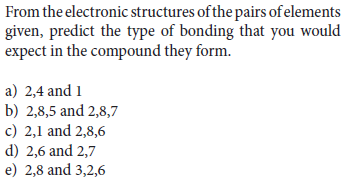 From the electronic structures of the pairs of elements
given, predict the type of bonding that you would
expect in the compound they form.
a) 2,4 and 1
b) 2,8,5 and 2,8,7
c) 2,1 and 2,8,6
d) 2,6 and 2,7
e) 2,8 and 3,2,6